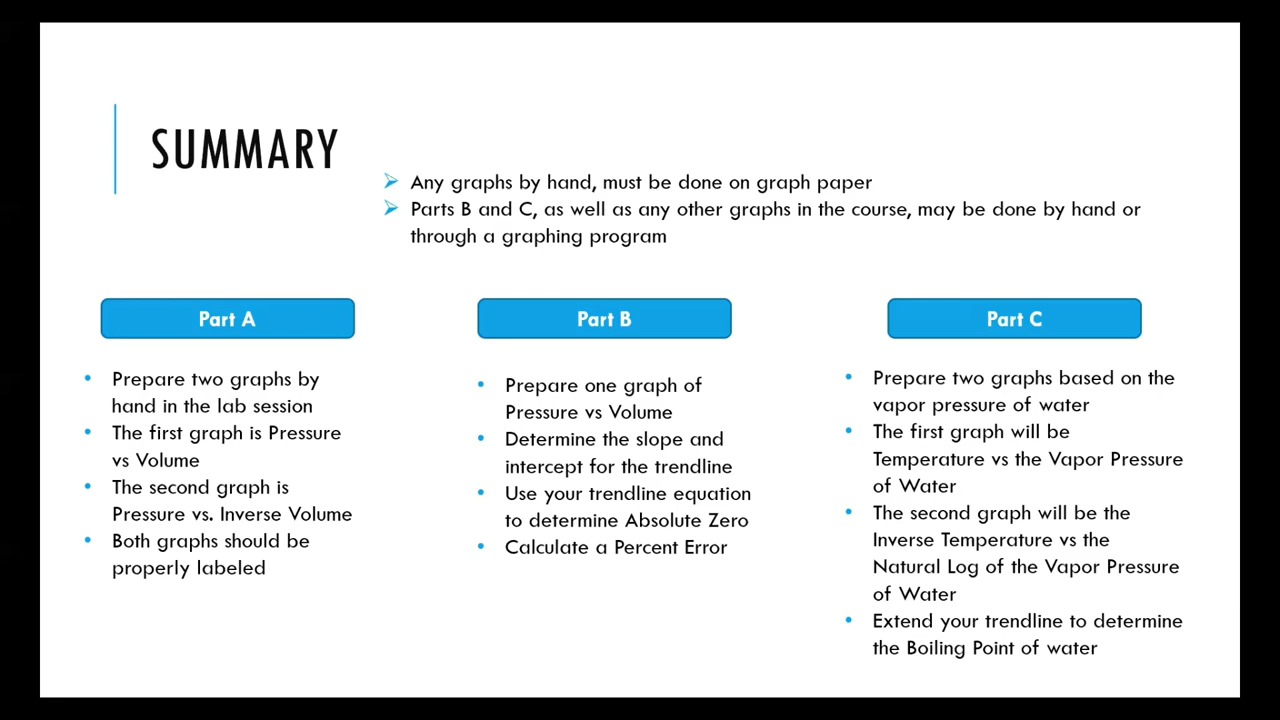 SUMMARY
Any graphs by hand, must be done on graph paper
Parts B and C, as well as any other graphs in the course, may be done by hand or
through a graphing program
Part A
Prepare two graphs by
hand in the lab session
The first graph is Pressure
vs Volume
The second graph is
Pressure vs. Inverse Volume
Both graphs should be
properly labeled
Part B
Prepare one graph of
Pressure vs Volume
Determine the slope and
intercept for the trendline
Use your trendline equation
to determine Absolute Zero
Calculate a Percent Error
Part C
Prepare two graphs based on the
vapor pressure of water
The first graph will be
Temperature vs the Vapor Pressure
of Water
The second graph will be the
Inverse Temperature vs the
Natural Log of the Vapor Pressure
of Water
Extend your trendline to determine
the Boiling Point of water